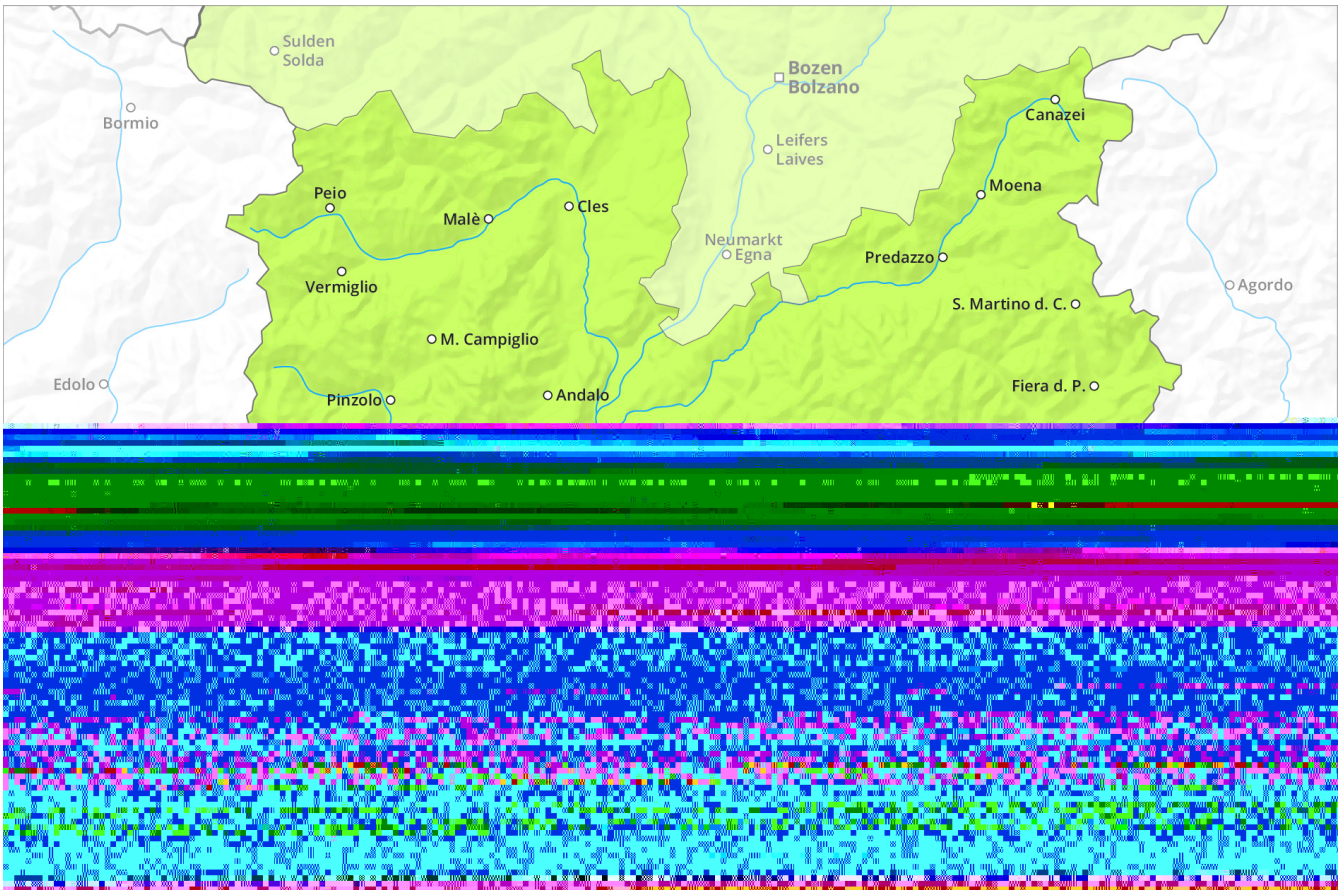 Sulden
Solda
Bozen
Bolzano
Bormio
Canazei
Leifers
Laives
Peio
Moena
Malè
Cles
Neumarkt
Egna
Predazzo
Vermiglio
Agordo
S. Martino d. C.
M. Campiglio
Edolo
Fiera d. P.
Pinzolo
Andalo